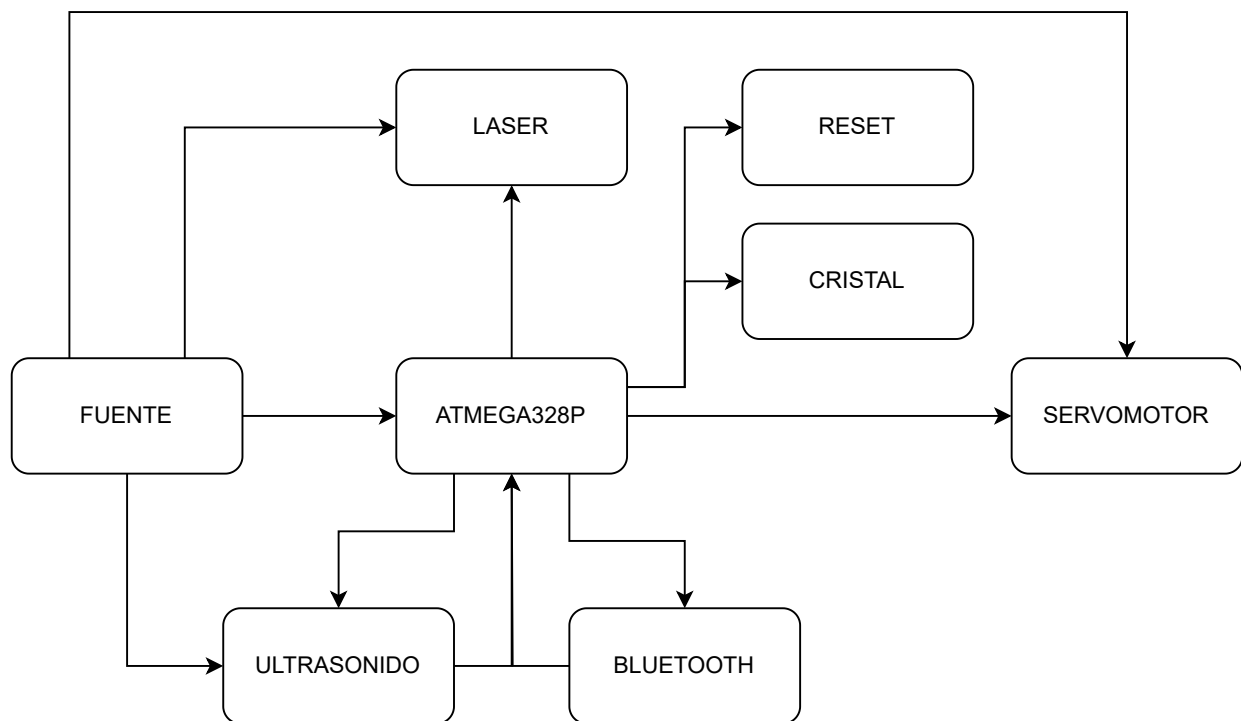 LASER
RESET
CRISTAL
FUENTE
ATMEGA328P
SERVOMOTOR
ULTRASONIDO
BLUETOOTH